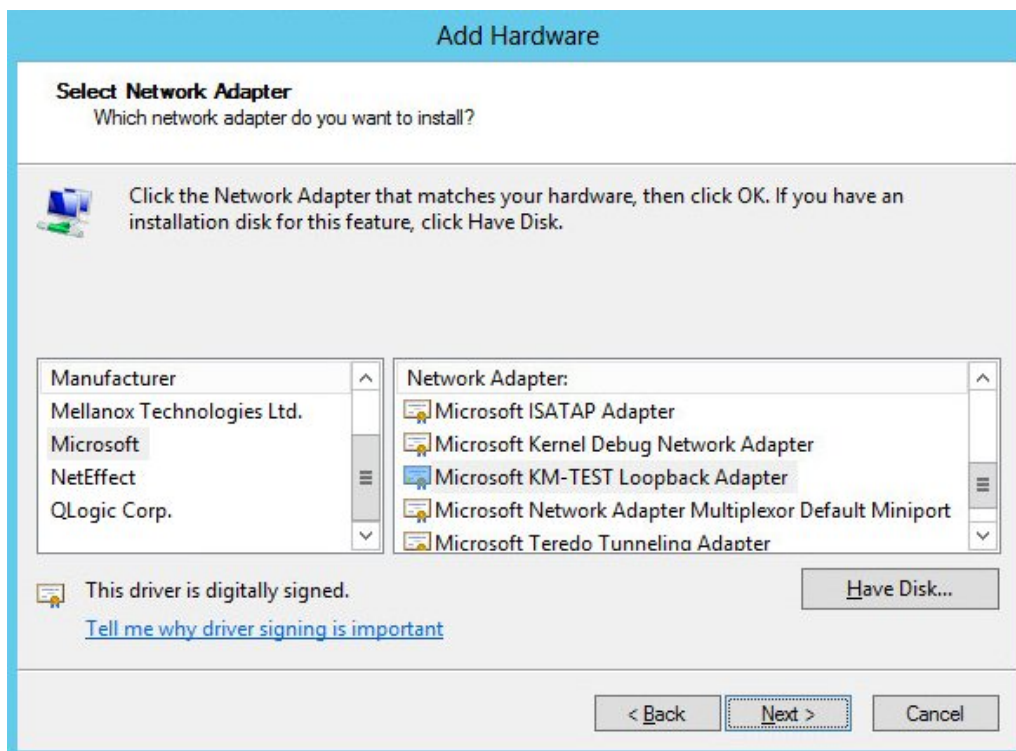 Add Hardware
Select Network Adapter
Which network adapter do you want to install?
Click the Network Adapter that matches your hardware, then click OK. If you have an
installation disk for this feature, click Have Disk.
Manufacturer
Mellanox Technologies Ltd.
Microsoft
NetEffect
QLogic Corp.
Network Adapter:
Microsoft ISATAP Adapter
Microsoft Kernel Debug Network Adapter
Microsoft KM-TEST Loopback Adapter
Microsoft Network Adapter Multiplexor Default Miniport
Microsoft Teredo Tunneling Adapter
This driver is digitally signed.
Tell me why driver signing is important
Have Disk...
< Back
Next >
Cancel